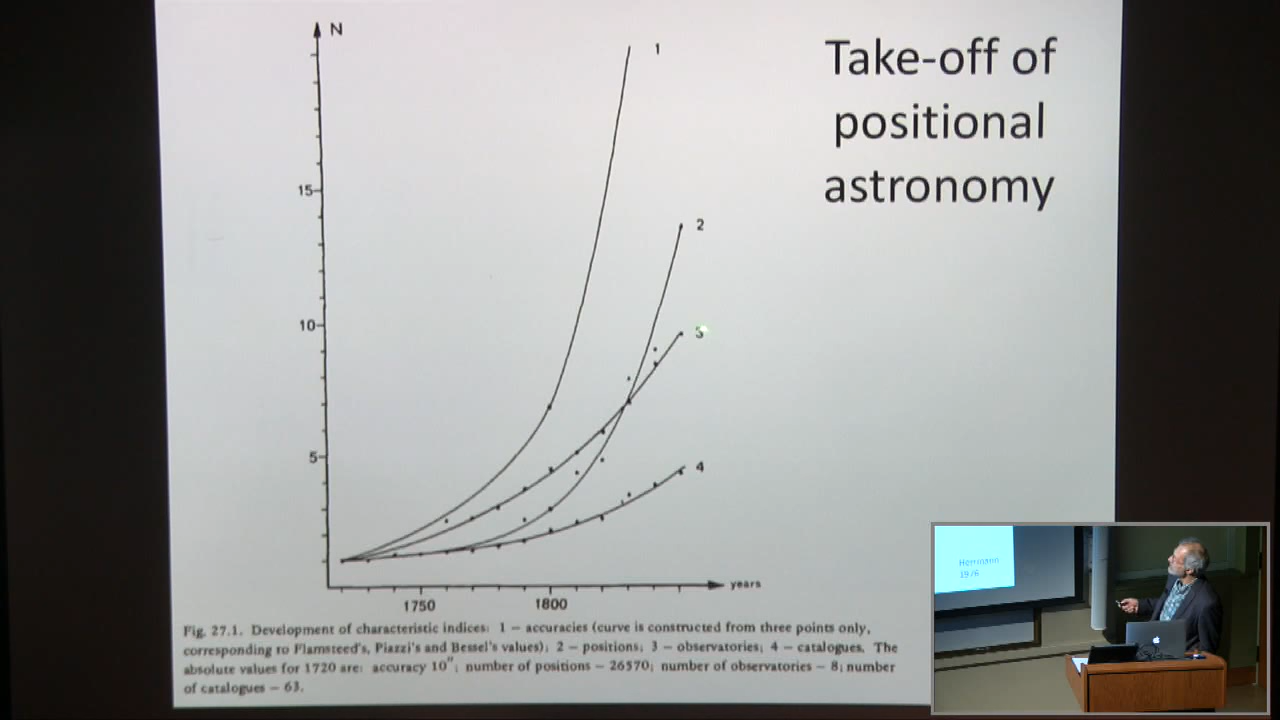 N
1
Take-off of
positional
astronomy
15
2
10
3
5
4
years
1750
1800
Fig. 27.1. Development of characteristic indices: 1 — accuracies (curve is constructed from three points only,
corresponding to Flamsteed's, Piazzi's and Bessel's values); 2 — positions; 3 — observatories; 4 — catalogues. The
absolute values for 1720 are: accuracy 10"; number of positions — 26570; number of observatories — 8; number
of catalogues — 63.
Herrmann
1976